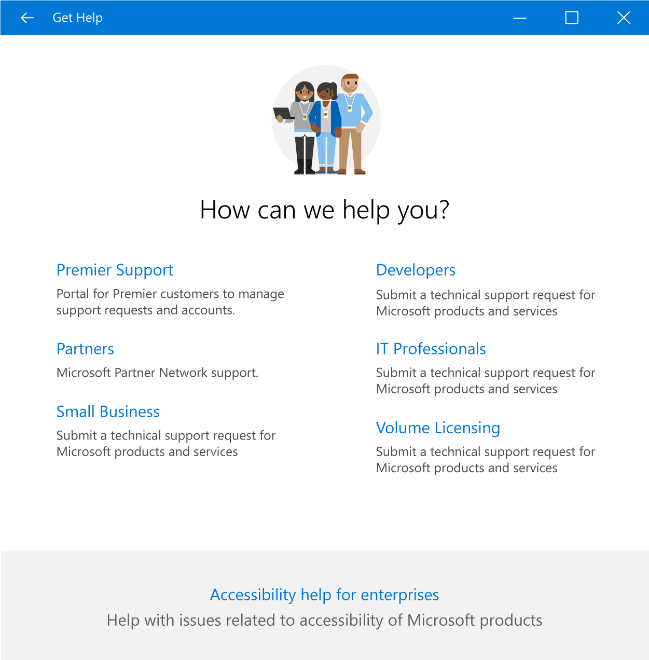 Get Help
How can we help you?
Premier Support
Portal for Premier customers to manage
support requests and accounts.
Partners
Microsoft Partner Network support.
Small Business
Submit a technical support request for
Microsoft products and services
Developers
Submit a technical support request for
Microsoft products and services
IT Professionals
Submit a technical support request for
Microsoft products and services
Volume Licensing
Submit a technical support request for
Microsoft products and services
Accessibility help for enterprises
Help with issues related to accessibility of Microsoft products